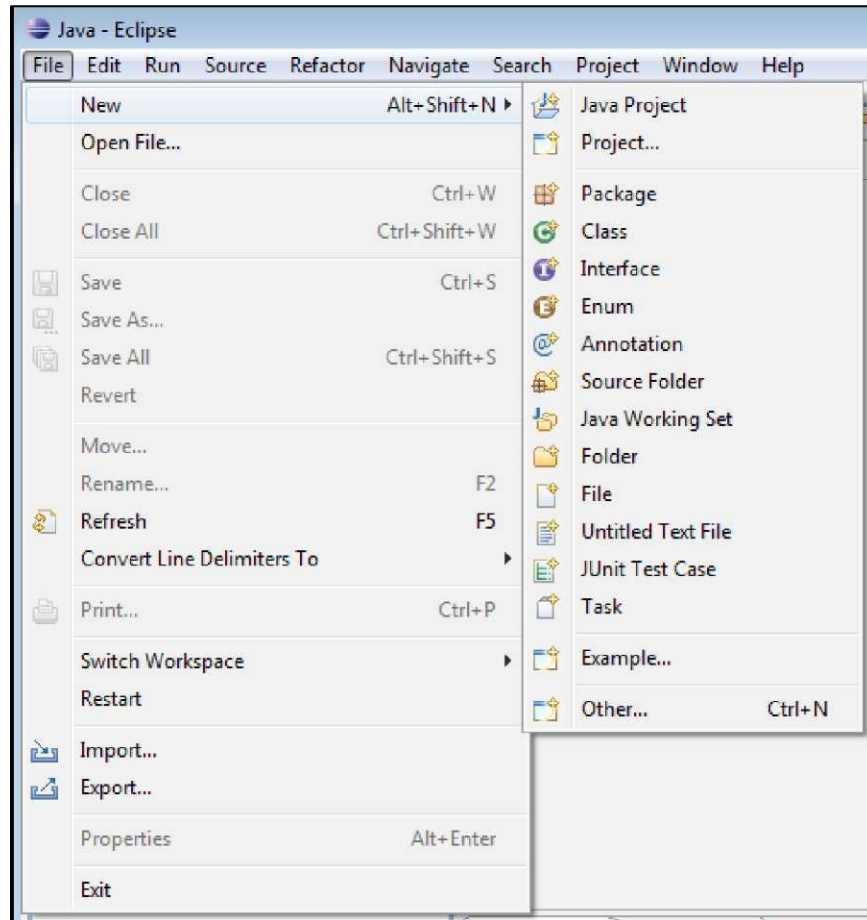 Java - Eclipse
File Edit Run Source Refactor Navigate Search Project Window Help
New Alt+Shift+N
Open File...
Close Ctrl+W
Close All Ctrl+Shift+W
Save Ctrl+S
Save As...
Save All Ctrl+Shift+S
Revert
Move...
Rename... F2
Refresh F5
Convert Line Delimiters To
Print... Ctrl+P
Switch Workspace
Restart
Import...
Export...
Properties Alt+Enter
Exit
Java Project
Project...
Package
Class
Interface
Enum
Annotation
Source Folder
Java Working Set
Folder
File
Untitled Text File
JUnit Test Case
Task
Example...
Other... Ctrl+N